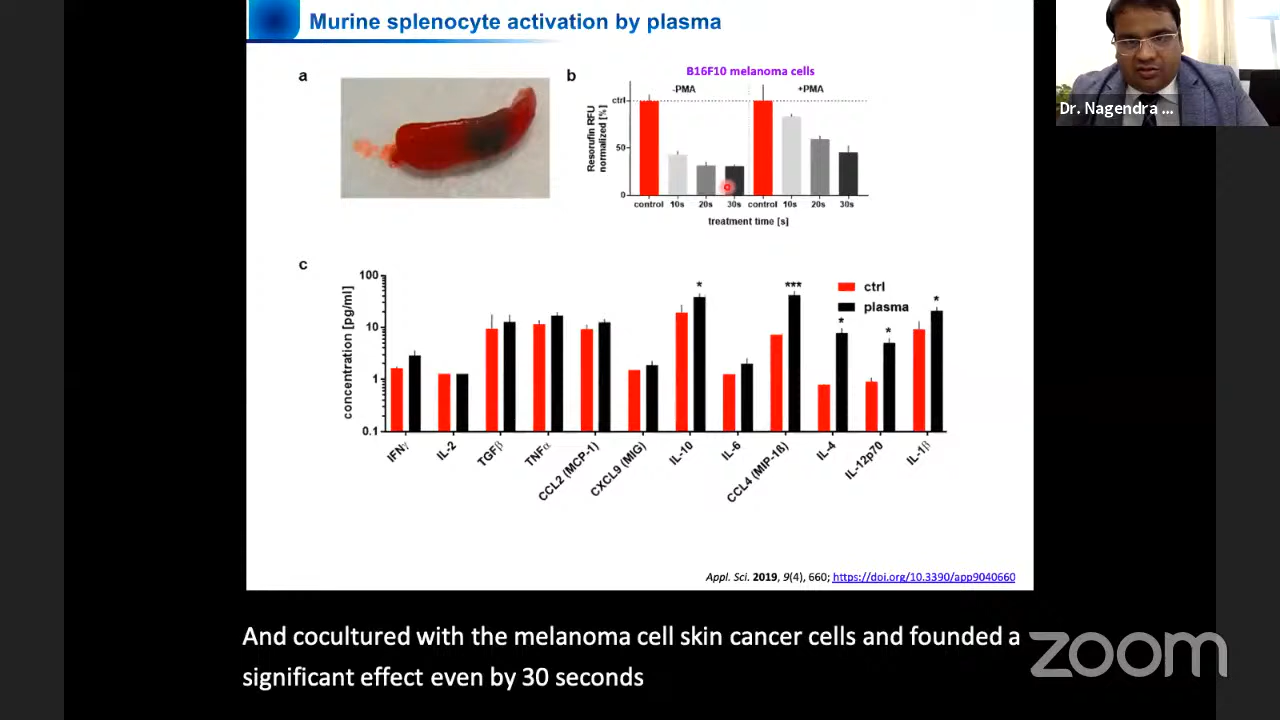 Murine splenocyte activation by plasma
Dr. Nagendra ...
a
b
B16F10 melanoma cells
-PMA
+PMA
Resorufin RFU
normalized [%]
ctrl
50
0
control 10s 20s 30s control 10s 20s 30s
treatment time [s]
c
concentration [pg/ml]
100
10
1
0.1
* *** * * *
ctrl
plasma
IFNγ IL-2 TGFβ TNFα CCL2 (MCP-1) CXCL9 (MIG) IL-10 IL-6 CCL4 (MIP-1ß) IL-4 IL-12p70 IL-1β
Appl. Sci. 2019, 9(4), 660; https://doi.org/10.3390/app9040660
And cocultured with the melanoma cell skin cancer cells and founded a
significant effect even by 30 seconds
zoom